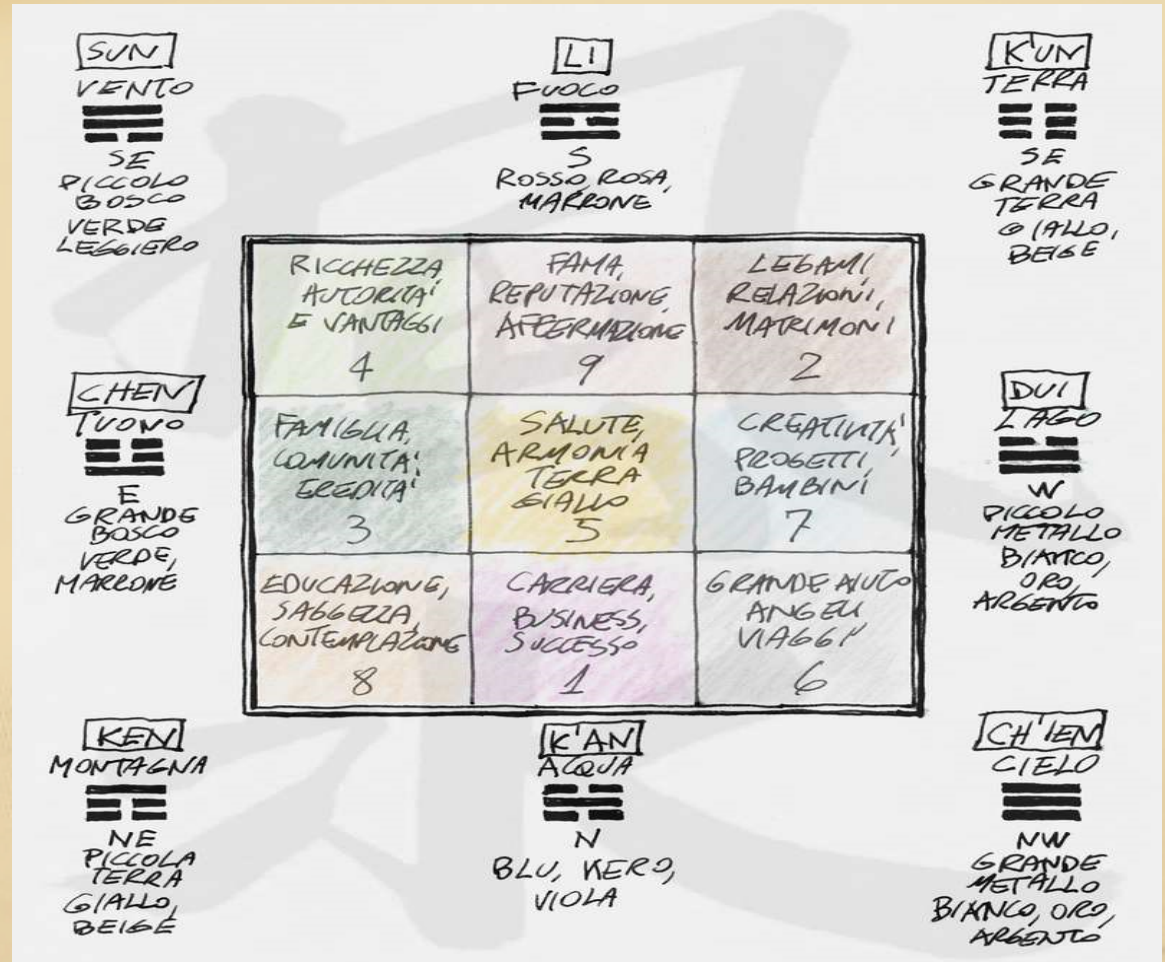 SUN
VENTO
SE
PICCOLO
BOSCO
VERDE
LEGGIERO
LI
FUOCO
S
ROSSO, ROSA,
MARRONE
K'UN
TERRA
SE
GRANDE
TERRA
GIALLO,
BEIGE
RICCHEZZA,
AUTORITA'
E VANTAGGI
4
FAMA,
REPUTAZIONE,
AFFERMAZIONE
9
LEGAMI,
RELAZIONI,
MATRIMONI
2
CHEN
TUONO
E
GRANDE
BOSCO
VERDE,
MARRONE
FAMIGLIA,
COMUNITA',
EREDITA'
3
SALUTE,
ARMONIA
TERRA
GIALLO
5
CREATIVITA',
PROGETTI,
BAMBINI
7
DUI
LAGO
W
PICCOLO
METALLO
BIANCO,
ORO,
ARGENTO
EDUCAZIONE,
SAGGEZZA,
CONTEMPLAZIONE
8
CARRIERA,
BUSINESS,
SUCCESSO
1
GRANDE AIUTO
ANGELI
VIAGGI
6
KEN
MONTAGNA
NE
PICCOLA
TERRA
GIALLO,
BEIGE
K'AN
ACQUA
N
BLU, NERO,
VIOLA
CH'IEN
CIELO
NW
GRANDE
METALLO
BIANCO, ORO,
ARGENTO